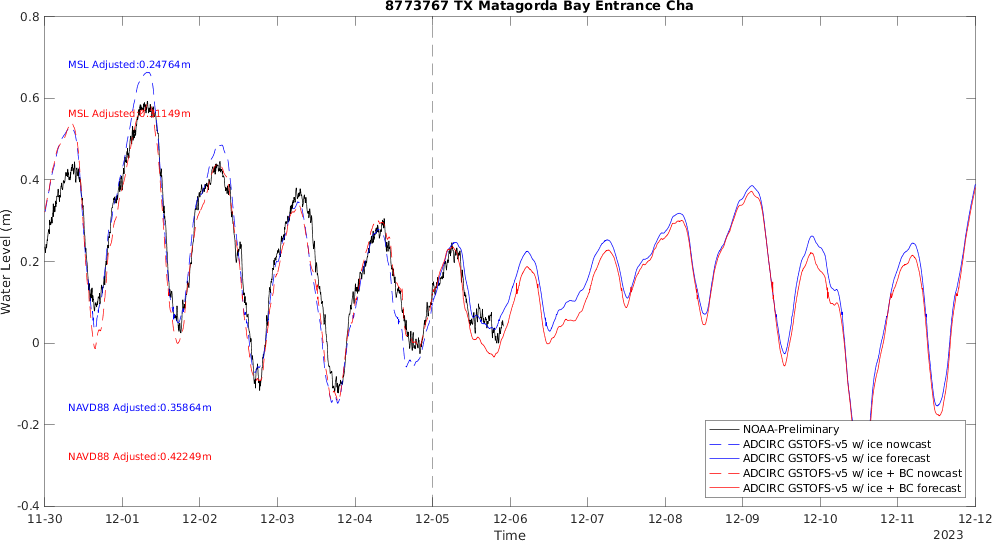 8773767 TX Matagorda Bay Entrance Cha
Water Level (m)
0.8
0.6
0.4
0.2
0
-0.2
-0.4
MSL Adjusted:0.24764m
MSL Adjusted:0.31149m
NAVD88 Adjusted:0.35864m
NAVD88 Adjusted:0.42249m
NOAA-Preliminary
ADCIRC GSTOFS-v5 w/ ice nowcast
ADCIRC GSTOFS-v5 w/ ice forecast
ADCIRC GSTOFS-v5 w/ ice + BC nowcast
ADCIRC GSTOFS-v5 w/ ice + BC forecast
11-30 12-01 12-02 12-03 12-04 12-05 12-06 12-07 12-08 12-09 12-10 12-11 12-12
Time
2023